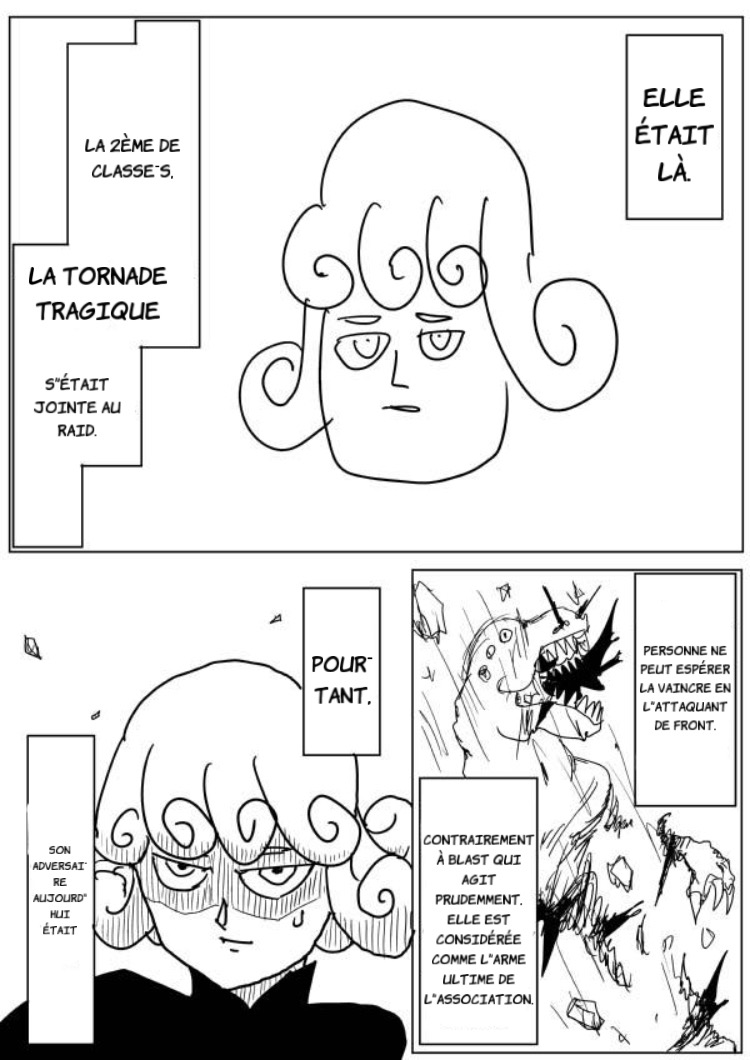 ELLE
ÉTAIT
LÀ.
LA 2ÈME DE
CLASSE-S,
LA TORNADE
TRAGIQUE
S"ÉTAIT
JOINTE AU
RAID.
PERSONNE NE
PEUT ESPÉRER
LA VAINCRE EN
L"ATTAQUANT
DE FRONT.
CONTRAIREMENT
À BLAST QUI
AGIT
PRUDEMMENT,
ELLE EST
CONSIDÉRÉE
COMME L"ARME
ULTIME DE
L"ASSOCIATION.
POUR-
TANT,
SON
ADVERSAI-
RE
AUJOURD"
HUI
ÉTAIT